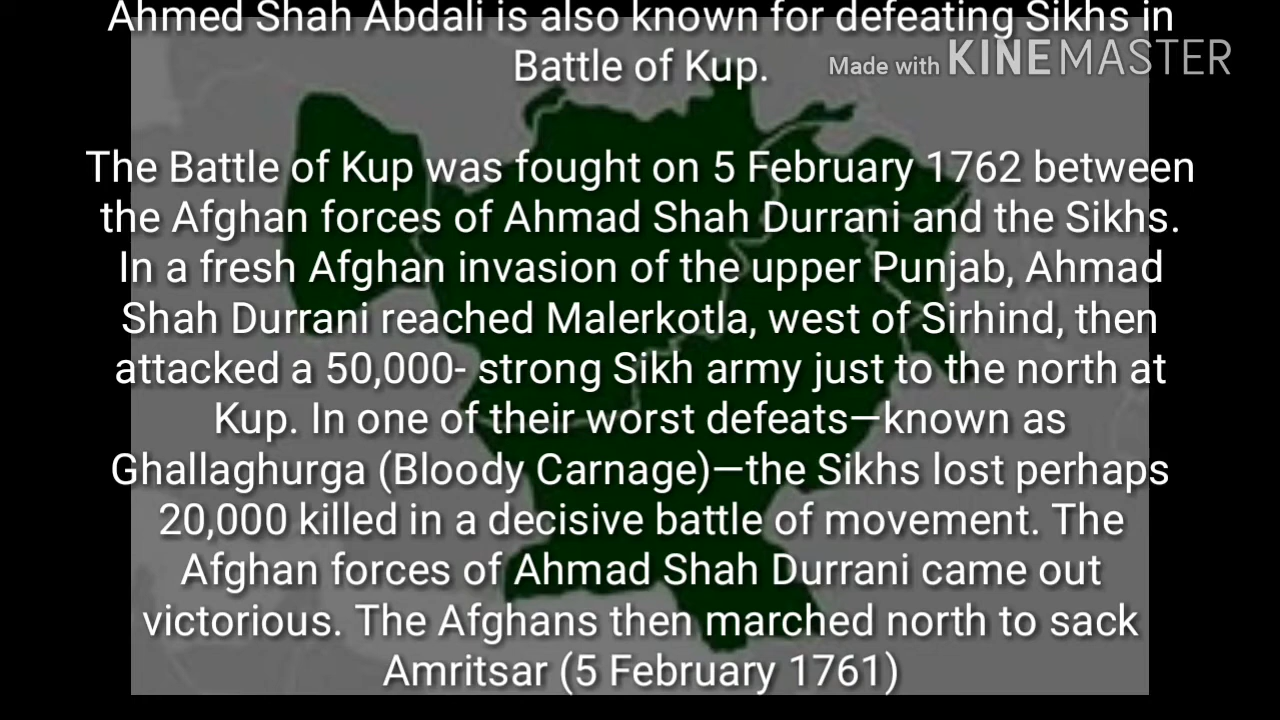 Ahmed Shah Abdali is also known for defeating Sikhs in
Battle of Kup.
Made with KINEMASTER
The Battle of Kup was fought on 5 February 1762 between
the Afghan forces of Ahmad Shah Durrani and the Sikhs.
In a fresh Afghan invasion of the upper Punjab, Ahmad
Shah Durrani reached Malerkotla, west of Sirhind, then
attacked a 50,000- strong Sikh army just to the north at
Kup. In one of their worst defeats—known as
Ghallaghurga (Bloody Carnage)—the Sikhs lost perhaps
20,000 killed in a decisive battle of movement. The
Afghan forces of Ahmad Shah Durrani came out
victorious. The Afghans then marched north to sack
Amritsar (5 February 1761)